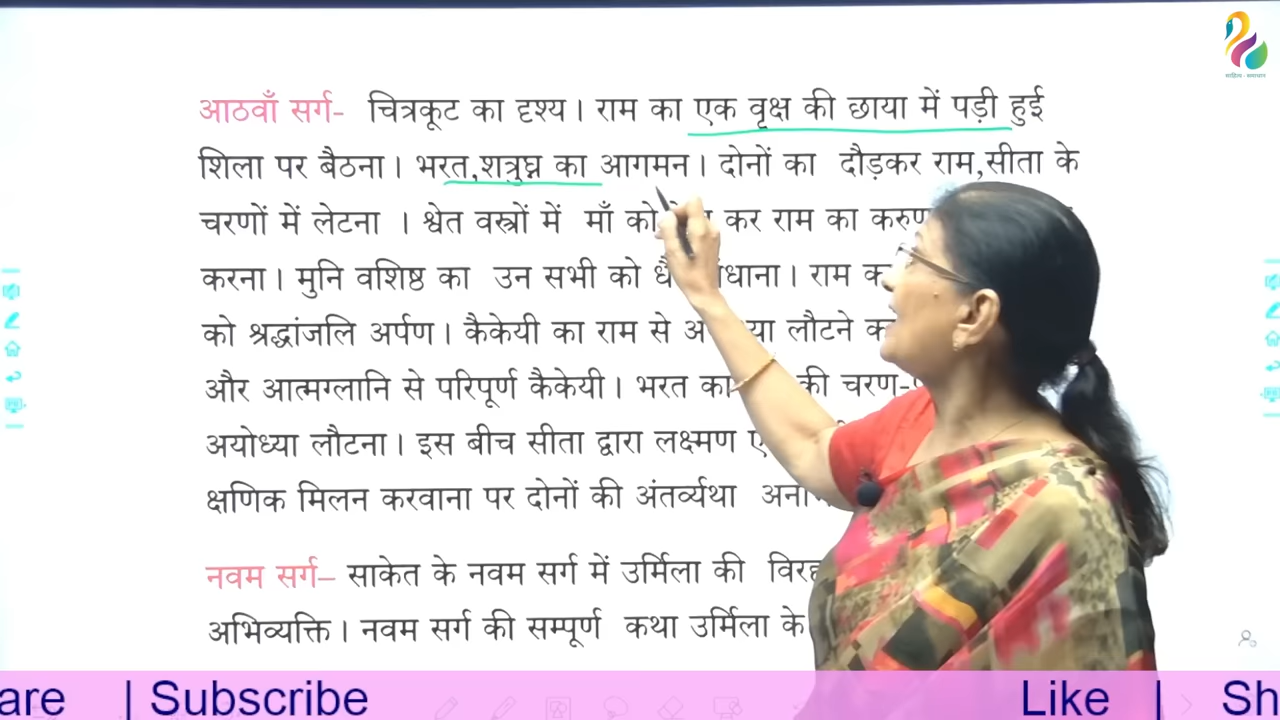 साहित्य - समाधान
आठवाँ सर्ग- चित्रकूट का दृश्य। राम का एक वृक्ष की छाया में पड़ी हुई
शिला पर बैठना। भरत,शत्रुघ्न का आगमन। दोनों का दौड़कर राम,सीता के
चरणों में लेटना । श्वेत वस्त्रों में माँ को कर राम का
करना। मुनि वशिष्ठ का उन सभी को
को श्रद्धांजलि अर्पण। कैकेयी का राम से लौटने
और आत्मग्लानि से परिपूर्ण कैकेयी। भरत का की चरण-
अयोध्या लौटना। इस बीच सीता द्वारा लक्ष्मण
क्षणिक मिलन करवाना पर दोनों की अंतर्व्यथा
नवम सर्ग– साकेत के नवम सर्ग में उर्मिला की
अभिव्यक्ति। नवम सर्ग की सम्पूर्ण कथा उर्मिला के
are | Subscribe Like | Sh